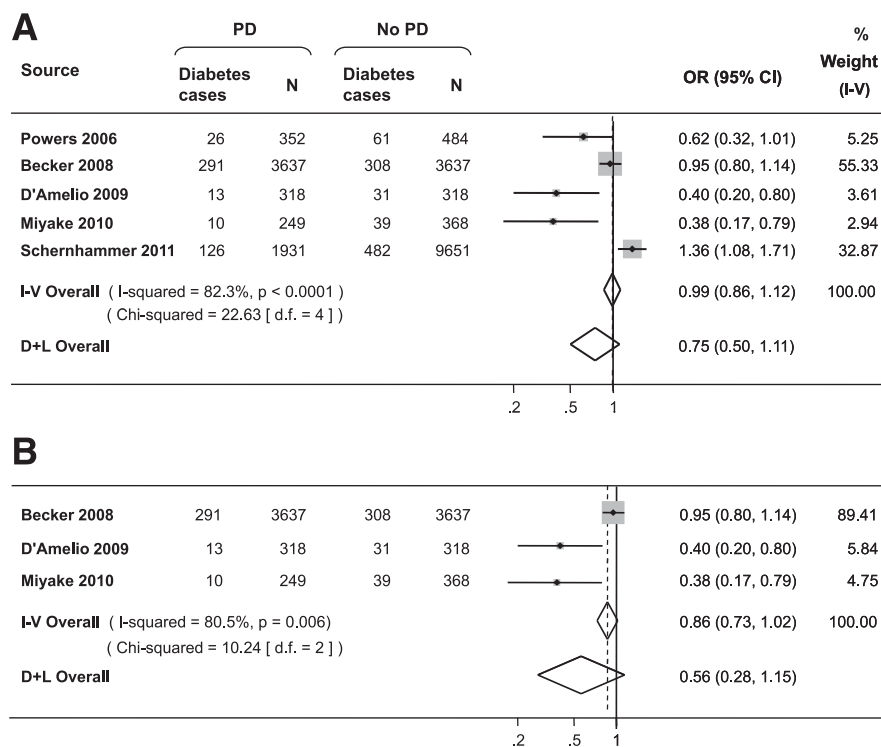 A
PD No PD %
Source Diabetes cases N Diabetes cases N OR (95% CI) Weight (I-V)
Powers 2006 26 352 61 484 0.62 (0.32, 1.01) 5.25
Becker 2008 291 3637 308 3637 0.95 (0.80, 1.14) 55.33
D'Amelio 2009 13 318 31 318 0.40 (0.20, 0.80) 3.61
Miyake 2010 10 249 39 368 0.38 (0.17, 0.79) 2.94
Schernhammer 2011 126 1931 482 9651 1.36 (1.08, 1.71) 32.87
I-V Overall ( I-squared = 82.3%, p < 0.0001 ) 0.99 (0.86, 1.12) 100.00
( Chi-squared = 22.63 [ d.f. = 4 ] )
D+L Overall 0.75 (0.50, 1.11)
.2 .5 1
B
Becker 2008 291 3637 308 3637 0.95 (0.80, 1.14) 89.41
D'Amelio 2009 13 318 31 318 0.40 (0.20, 0.80) 5.84
Miyake 2010 10 249 39 368 0.38 (0.17, 0.79) 4.75
I-V Overall ( I-squared = 80.5%, p = 0.006) 0.86 (0.73, 1.02) 100.00
( Chi-squared = 10.24 [ d.f. = 2 ] )
D+L Overall 0.56 (0.28, 1.15)
.2 .5 1